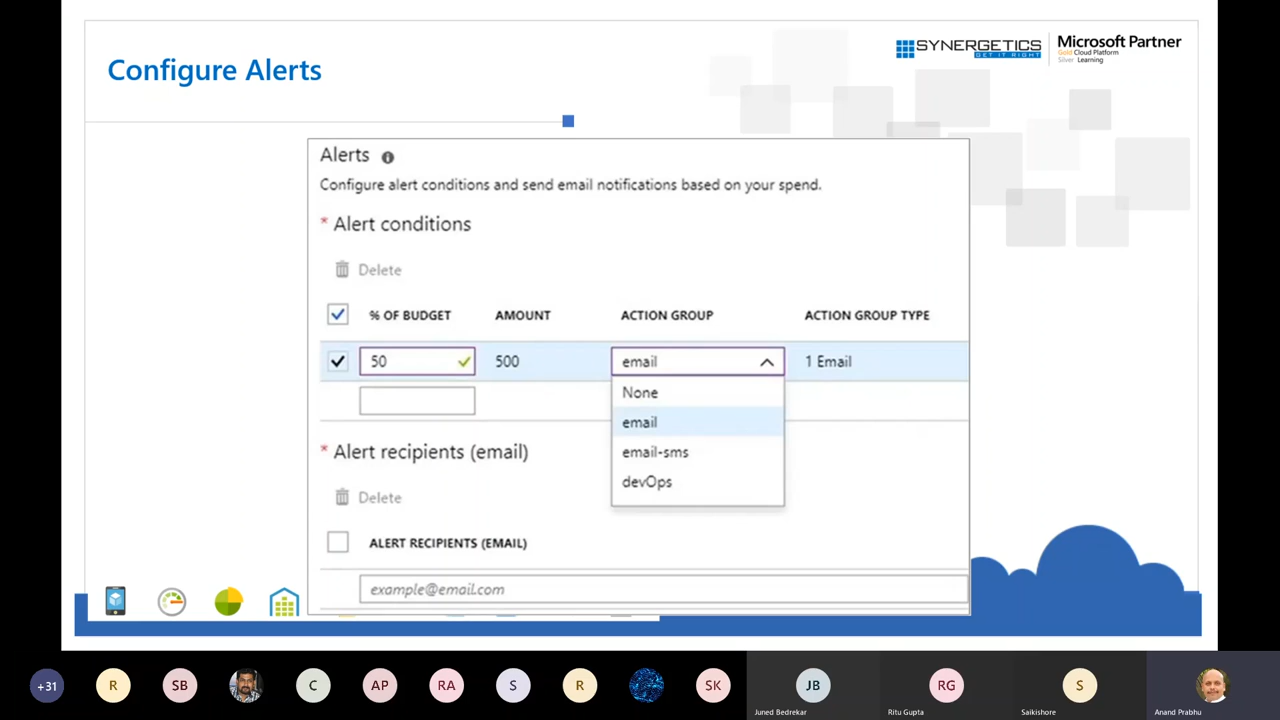 Configure Alerts
SYNERGETICS
GET IT RIGHT
Microsoft Partner
Gold Cloud Platform
Silver Learning
Alerts
Configure alert conditions and send email notifications based on your spend.
* Alert conditions
Delete
% OF BUDGET AMOUNT ACTION GROUP ACTION GROUP TYPE
50 500 email 1 Email
None
email
email-sms
devOps
* Alert recipients (email)
Delete
ALERT RECIPIENTS (EMAIL)
example@email.com
+31 R SB C AP RA S R SK JB RG S
Juned Bedrekar Ritu Gupta Saikishore Anand Prabhu